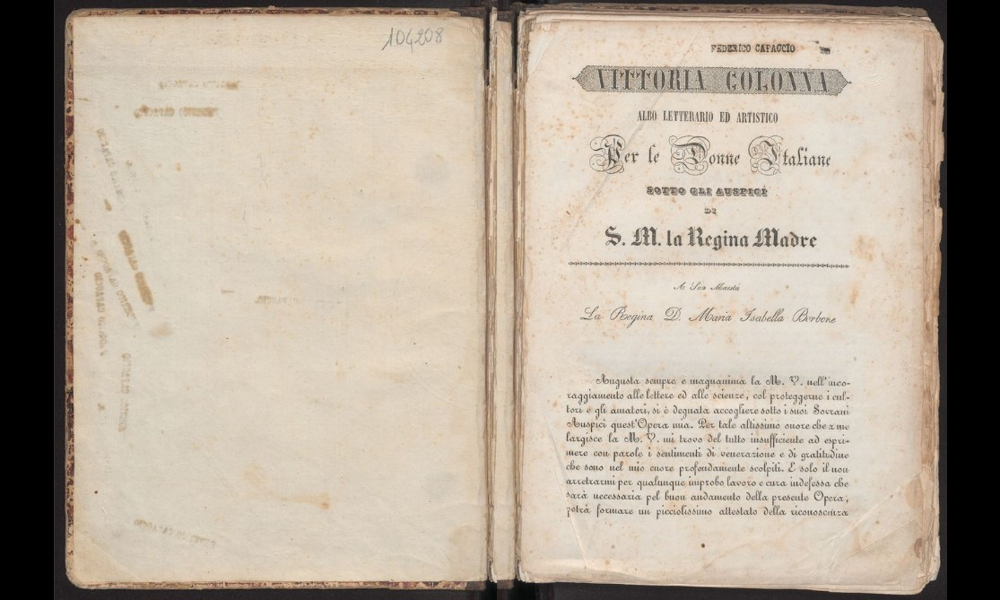 104208
FEDERICO CAPACCIO
VITTORIA COLONNA
ALBO LETTERARIO ED ARTISTICO
Per le Donne Italiane
SOTTO GLI AUSPICÎ
DI
S. M. la Regina Madre
A Sua Maestà
La Regina D. Maria Isabella Borbone
Augusta sempre e magnanima la M. V. nell'inco-
raggiamento alle lettere ed alle scienze, col proteggerne i cul-
tori e gli amatori, si è degnata accogliere sotto i suoi Sovrani
Auspicî quest'Opera mia. Per tale altissimo onore che a me
largisce la M. V. mi trovo del tutto insufficiente ad espri-
mere con parole i sentimenti di venerazione e di gratitudine
che sono nel mio cuore profondamente scolpiti. E solo il non
arretrarmi per qualunque improbo lavoro e cura indefessa che
sarà necessaria pel buon andamento della presente Opera,
potrà formare un picciolissimo attestato della riconoscenza